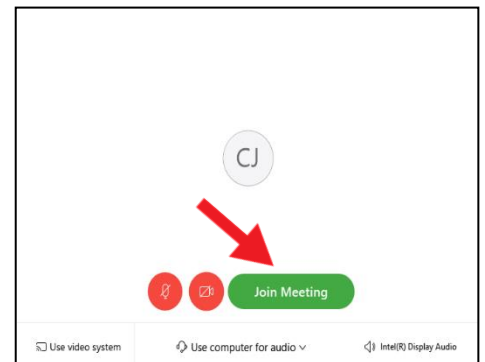 CJ
Join Meeting
Use video system
Use computer for audio
Intel(R) Display Audio